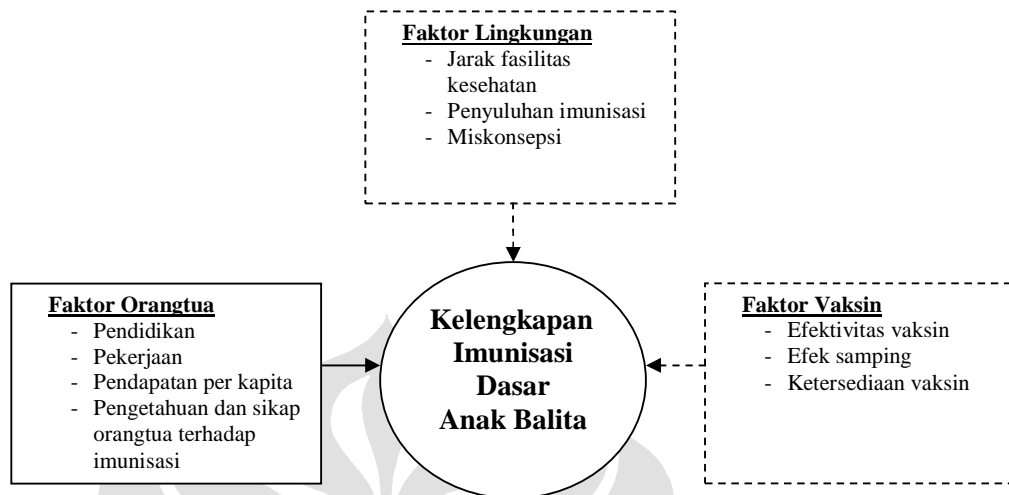 Faktor Lingkungan
- Jarak fasilitas
kesehatan
- Penyuluhan imunisasi
- Miskonsepsi
Faktor Orangtua
- Pendidikan
- Pekerjaan
- Pendapatan per kapita
- Pengetahuan dan sikap
orangtua terhadap
imunisasi
Kelengkapan
Imunisasi
Dasar
Anak Balita
Faktor Vaksin
- Efektivitas vaksin
- Efek samping
- Ketersediaan vaksin